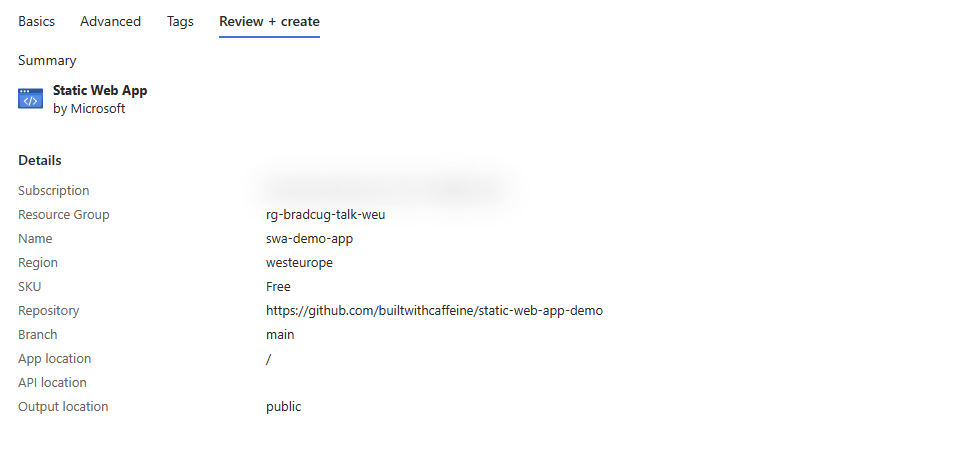 Basics Advanced Tags Review + create
Summary
Static Web App
by Microsoft
Details
Subscription
Resource Group rg-bradcug-talk-weu
Name swa-demo-app
Region westeurope
SKU Free
Repository https://github.com/builtwithcaffeine/static-web-app-demo
Branch main
App location /
API location
Output location public